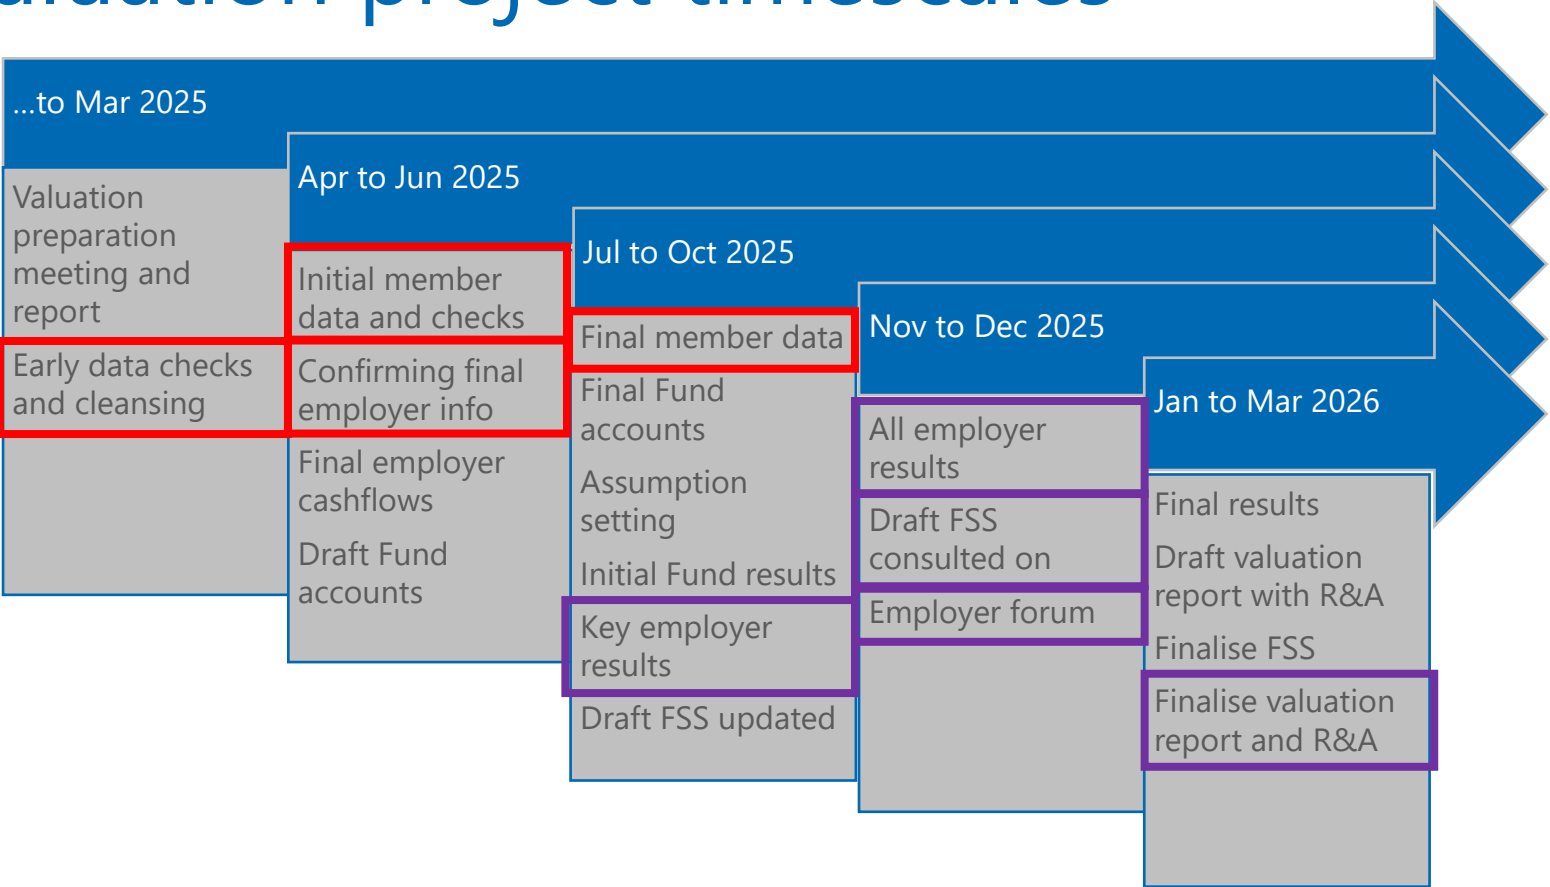 aluation project timescales
...to Mar 2025
Valuation
preparation
meeting and
report
Early data checks
and cleansing
Apr to Jun 2025
Initial member
data and checks
Confirming final
employer info
Final employer
cashflows
Draft Fund
accounts
Jul to Oct 2025
Final member data
Final Fund
accounts
Assumption
setting
Initial Fund results
Key employer
results
Draft FSS updated
Nov to Dec 2025
All employer
results
Draft FSS
consulted on
Employer forum
Jan to Mar 2026
Final results
Draft valuation
report with R&A
Finalise FSS
Finalise valuation
report and R&A